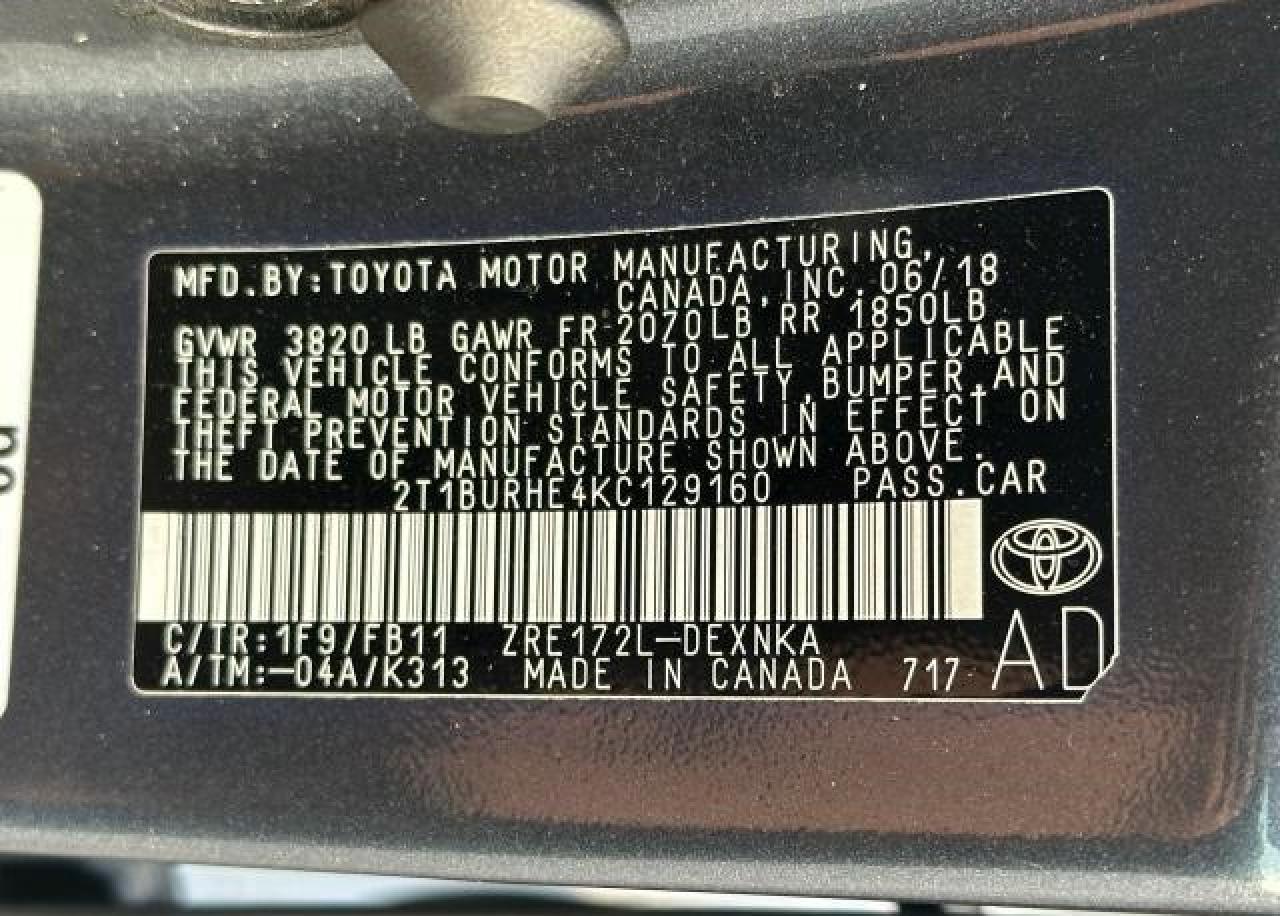 MFD.BY:TOYOTA MOTOR MANUFACTURING,
CANADA,INC.06/18
GVWR 3820LB GAWR FR 2070LB RR 1850LB
THIS VEHICLE CONFORMS TO ALL APPLICABLE
FEDERAL MOTOR VEHICLE SAFETY,BUMPER,AND
THEFT PREVENTION STANDARDS IN EFFECT ON
THE DATE OF MANUFACTURE SHOWN ABOVE.
2T1BURHE4KC129160 PASS.CAR
C/TR:1F9/FB11 ZRE172L-DEXNKA
A/TM:-04A/K313 MADE IN CANADA 717 AD